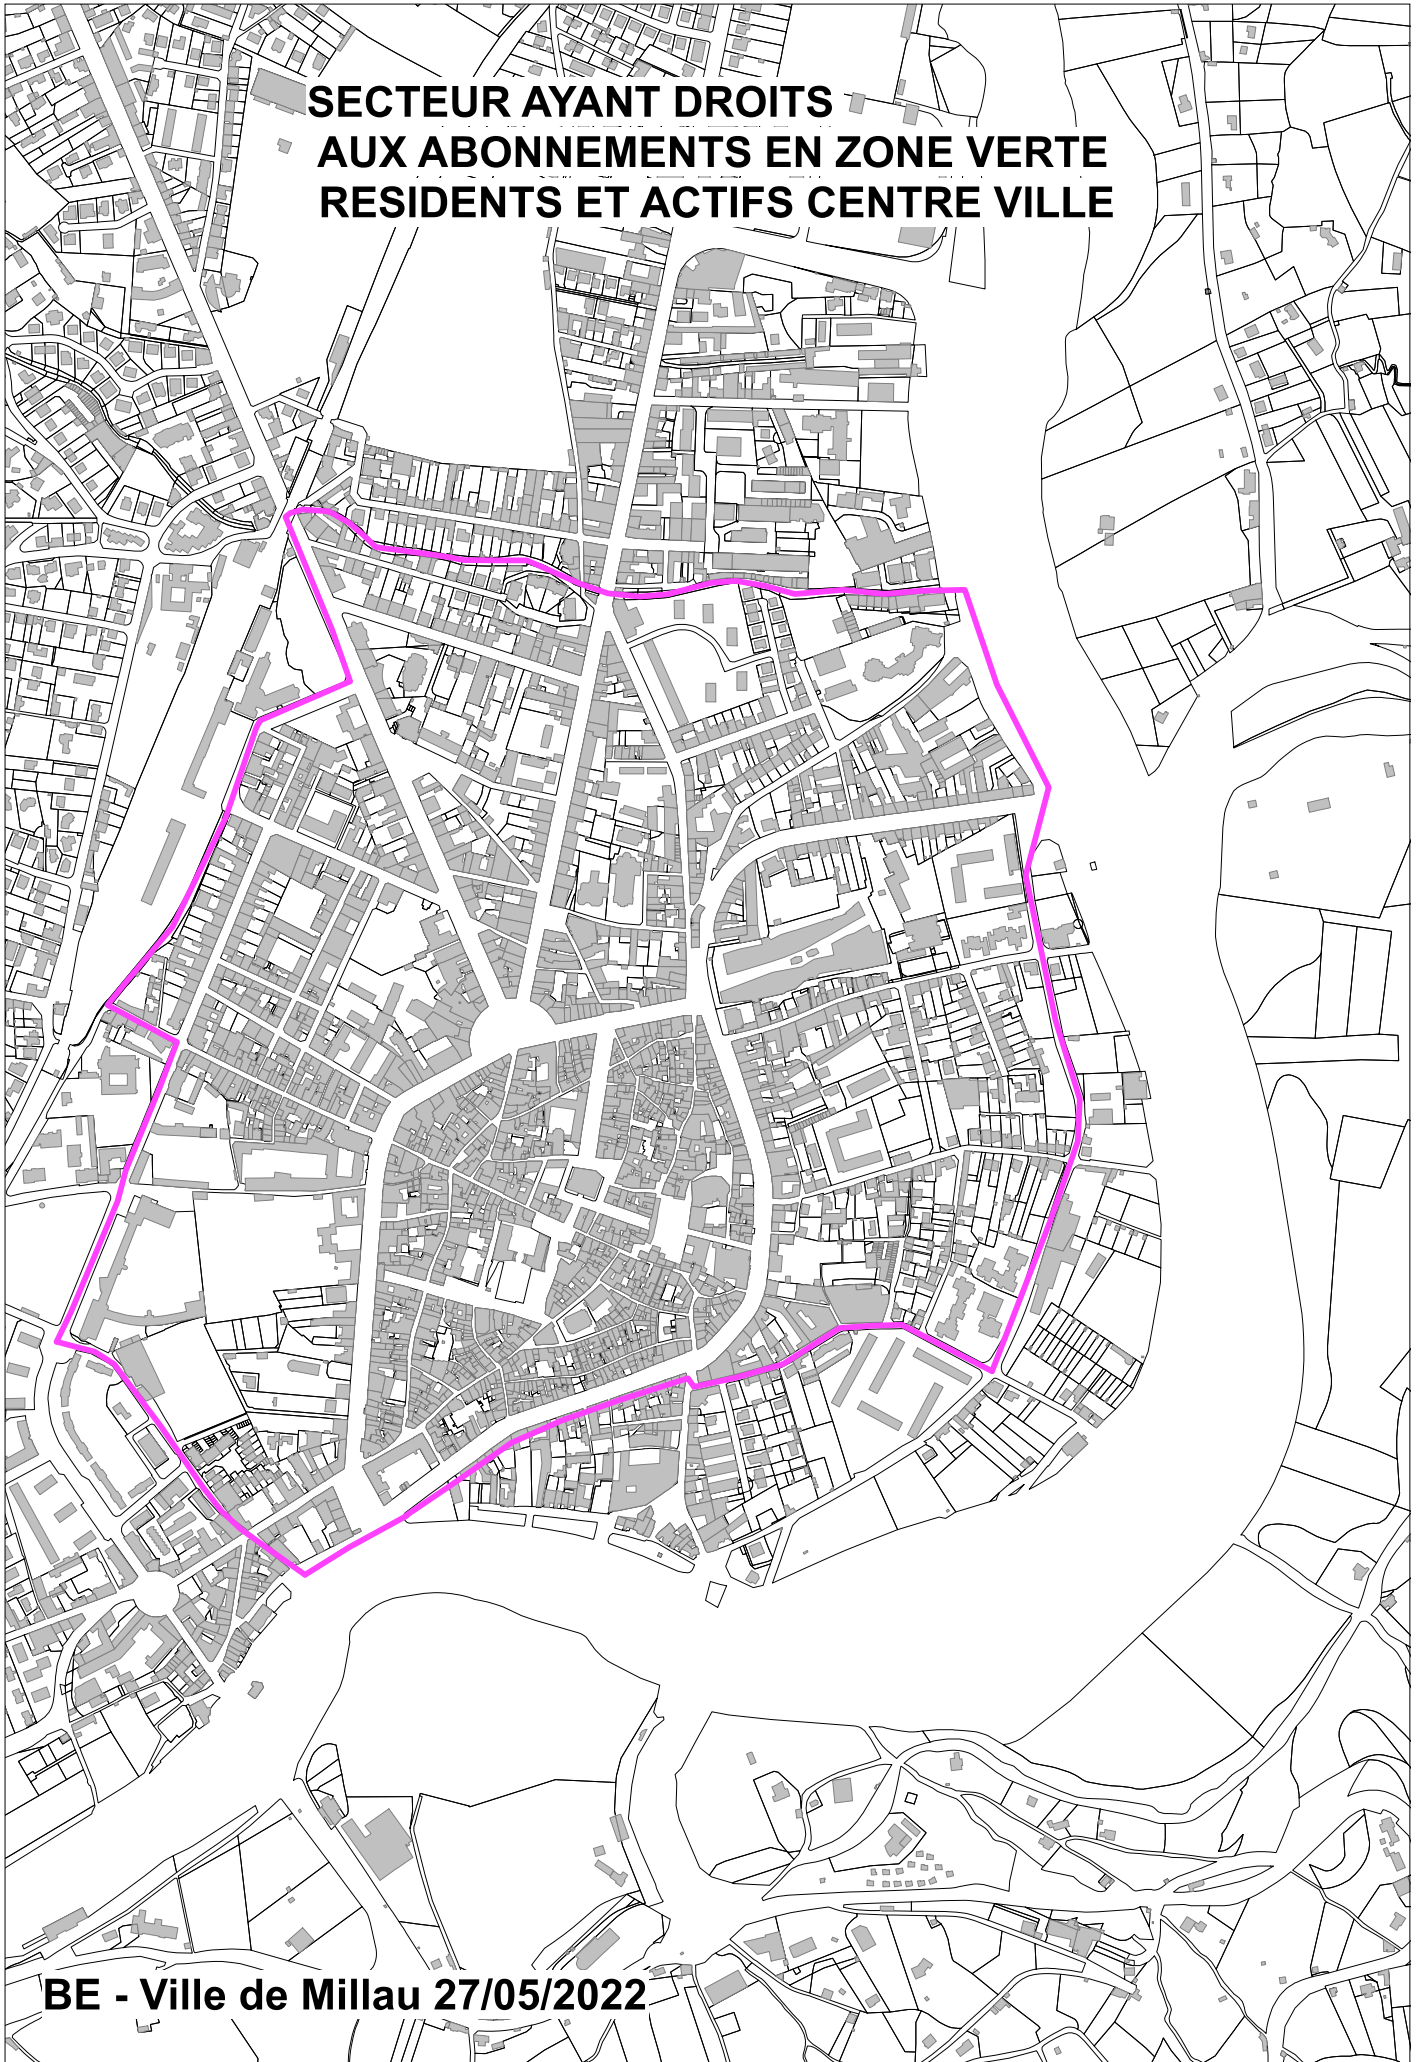 SECTEUR AYANT DROITS
AUX ABONNEMENTS EN ZONE VERTE
RESIDENTS ET ACTIFS CENTRE VILLE
BE - Ville de Millau 27/05/2022